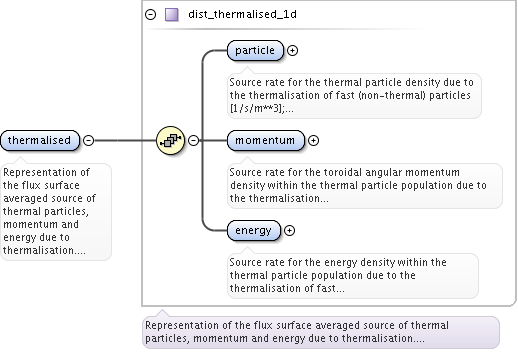 dist_thermalised_1d
particle
Source rate for the thermal particle density due to
the thermalisation of fast (non-thermal) particles
[1/s/m**3];...
thermalised
Representation of
the flux surface
averaged source of
thermal particles,
momentum and
energy due to
thermalisation....
momentum
Source rate for the toroidal angular momentum
density within the thermal particle population due to
the thermalisation...
energy
Source rate for the energy density within the
thermal particle population due to the
thermalisation of fast...
Representation of the flux surface averaged source of thermal
particles, momentum and energy due to thermalisation....